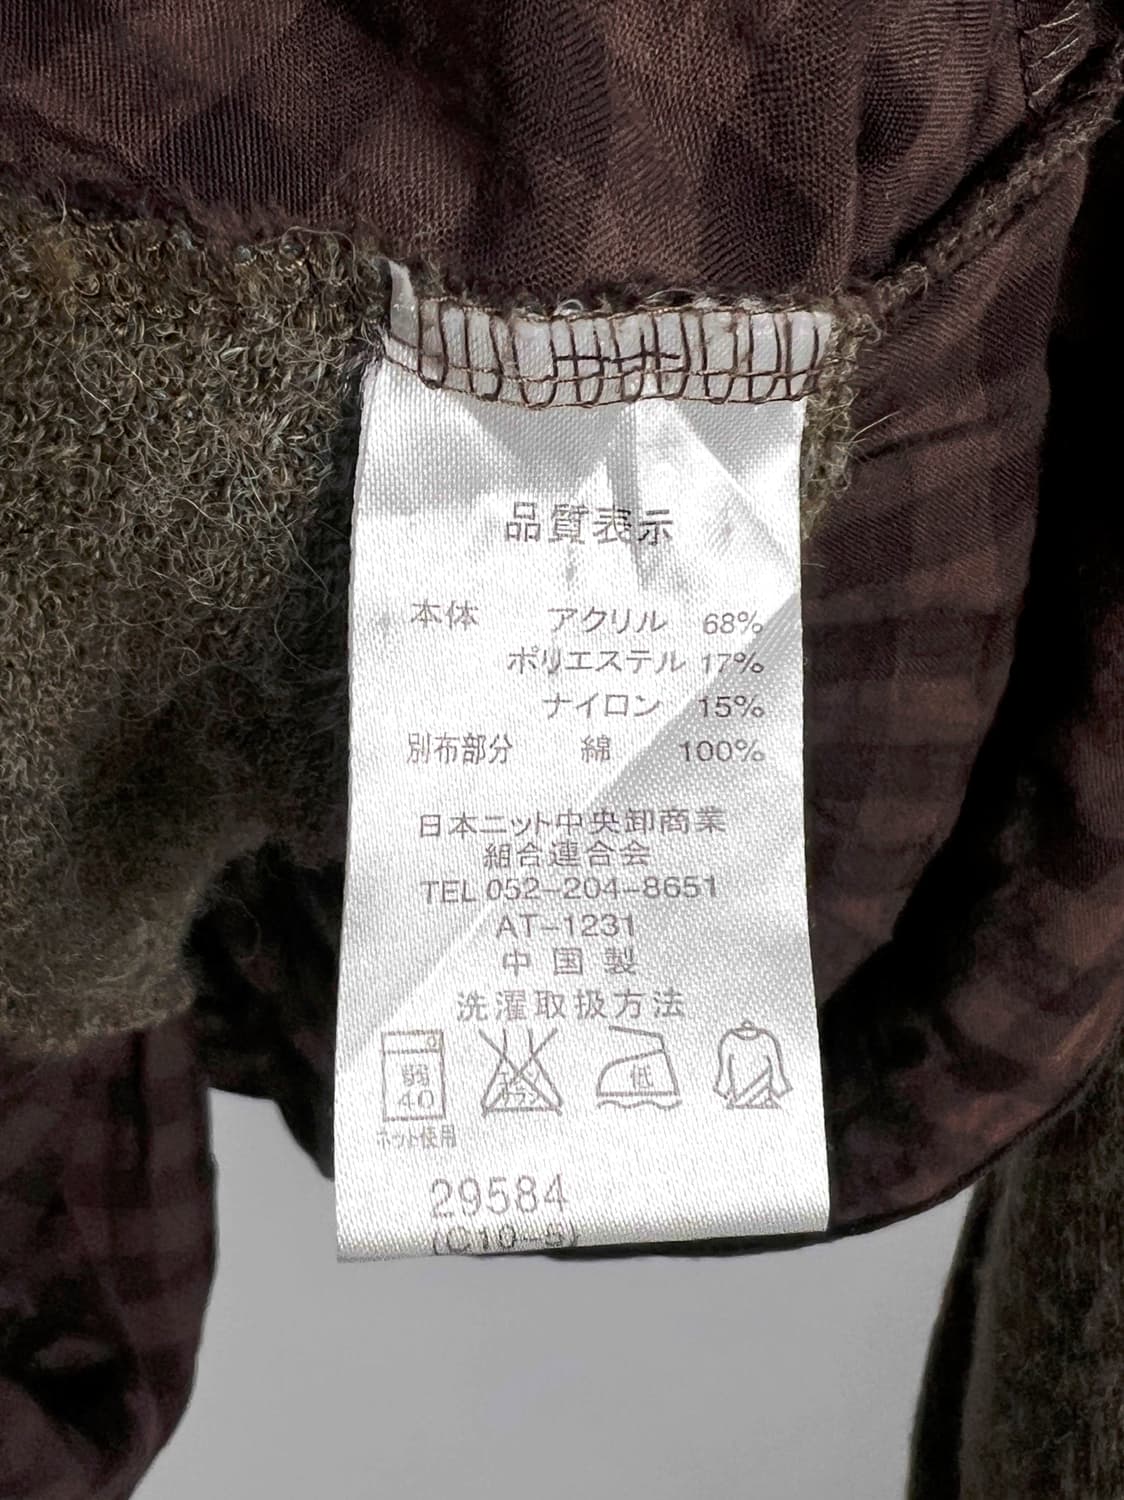 品質表示
本体 アクリル 68%
ポリエステル 17%
ナイロン 15%
別布部分 綿 100%
日本ニット中央卸商業
組合連合会
TEL 052-204-8651
AT-1231
中国製
洗濯取扱方法
弱 低
40
ネット使用
29584
(C10-S)